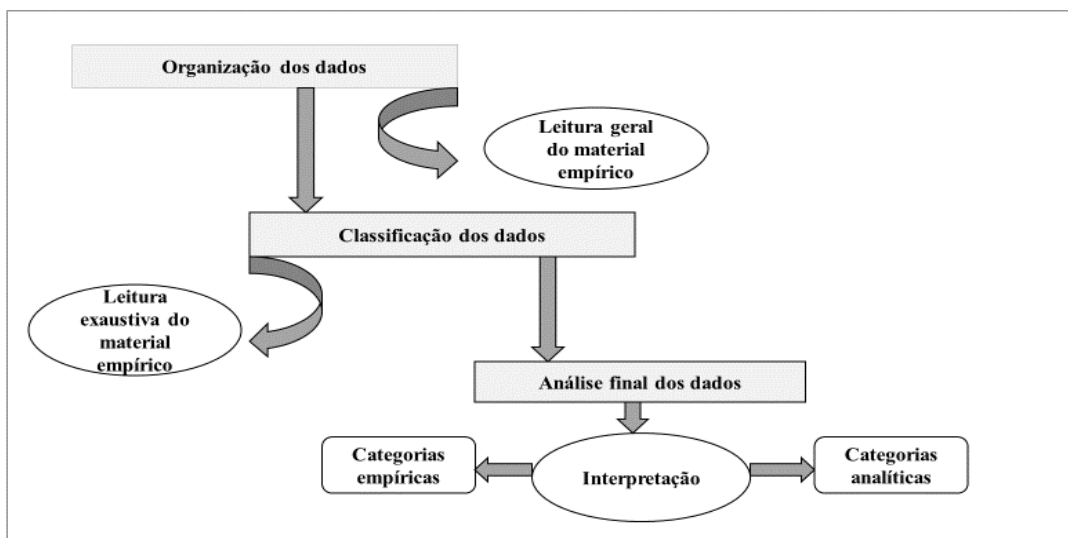 Organização dos dados
Leitura geral
do material
empírico
Classificação dos dados
Leitura
exaustiva do
material
empírico
Análise final dos dados
Categorias
empíricas
Interpretação
Categorias
analíticas